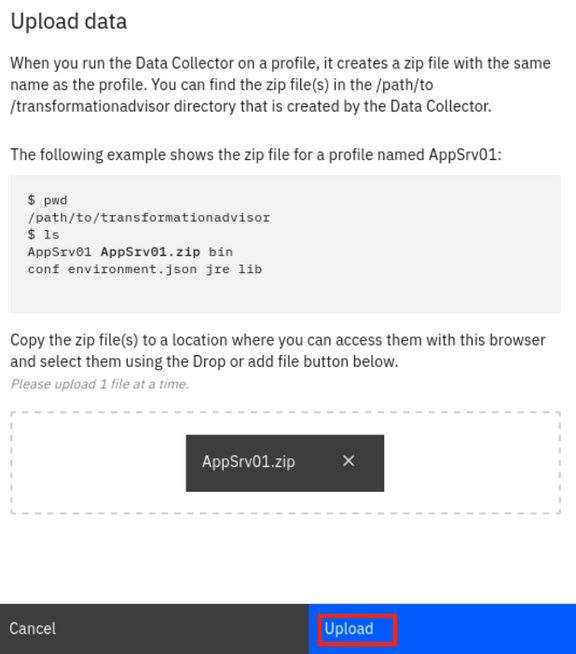 Upload data
When you run the Data Collector on a profile, it creates a zip file with the same
name as the profile. You can find the zip file(s) in the /path/to
/transformationadvisor directory that is created by the Data Collector.
The following example shows the zip file for a profile named AppSrv01:
$ pwd
/path/to/transformationadvisor
$ ls
AppSrv01 AppSrv01.zip bin
conf environment.json jre lib
Copy the zip file(s) to a location where you can access them with this browser
and select them using the Drop or add file button below.
Please upload 1 file at a time.
AppSrv01.zip
Cancel
Upload